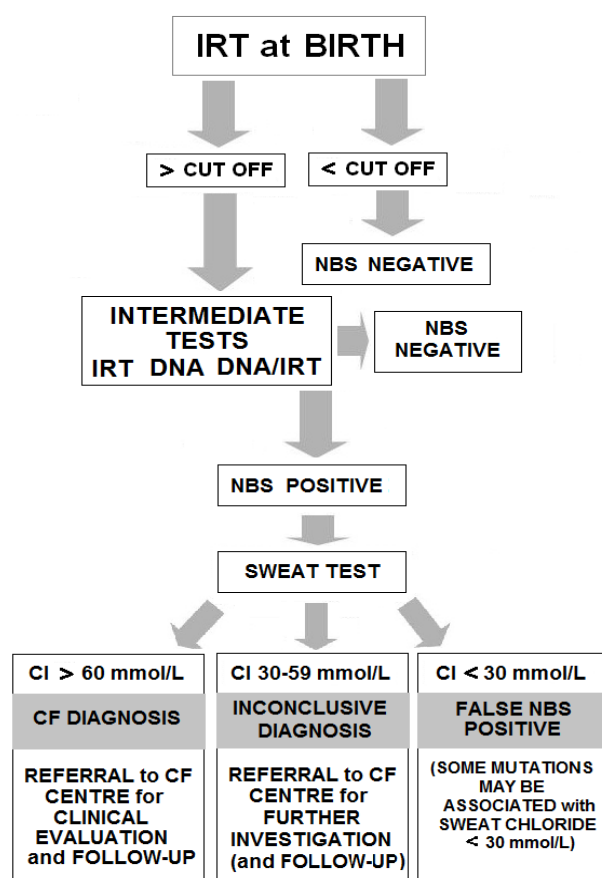 IRT at BIRTH
> CUT OFF
< CUT OFF
NBS NEGATIVE
INTERMEDIATE
TESTS
IRT DNA DNA/IRT
NBS
NEGATIVE
NBS POSITIVE
SWEAT TEST
Cl > 60 mmol/L
CF DIAGNOSIS
REFERRAL to CF
CENTRE for
CLINICAL
EVALUATION
and FOLLOW-UP
Cl 30-59 mmol/L
INCONCLUSIVE
DIAGNOSIS
REFERRAL to CF
CENTRE for
FURTHER
INVESTIGATION
(and FOLLOW-UP)
Cl < 30 mmol/L
FALSE NBS
POSITIVE
(SOME MUTATIONS
MAY BE
ASSOCIATED with
SWEAT CHLORIDE
< 30 mmol/L)